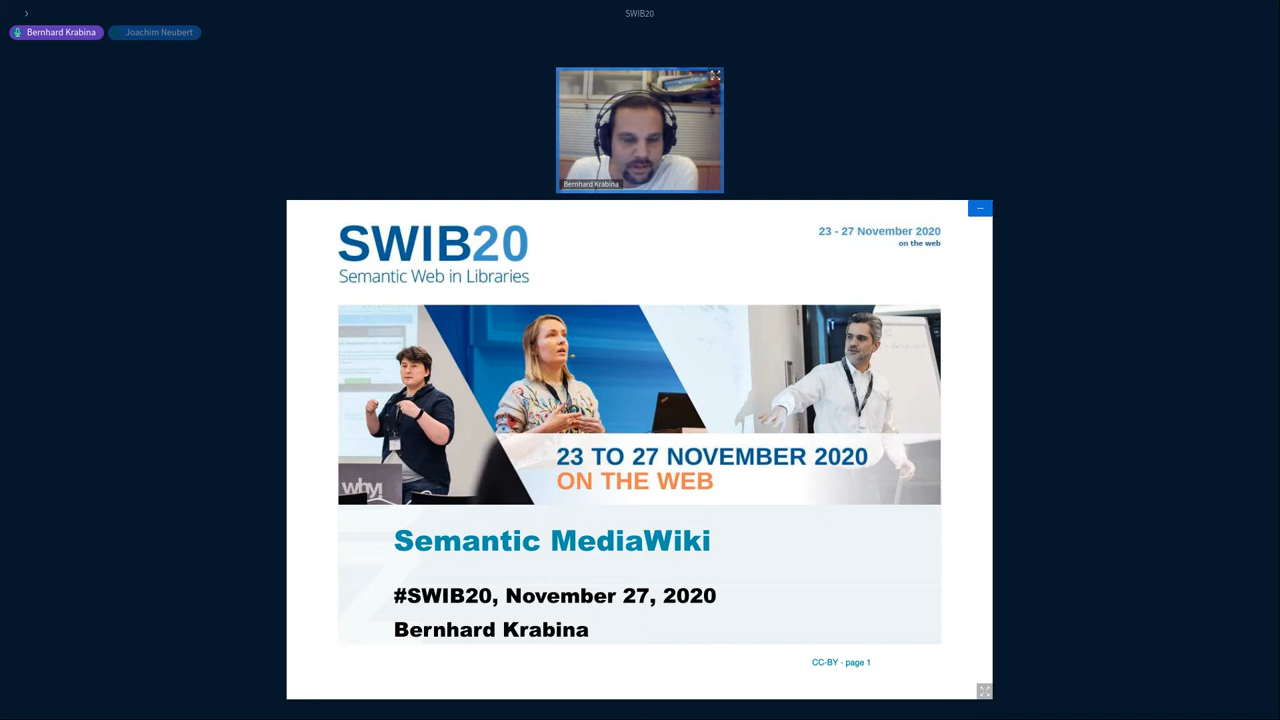 SWIB20
Bernhard Krabina
Joachim Neubert
Bernhard Krabina
SWIB20
Semantic Web in Libraries
23 - 27 November 2020
on the web
why!
23 TO 27 NOVEMBER 2020
ON THE WEB
Semantic MediaWiki
#SWIB20, November 27, 2020
Bernhard Krabina
CC-BY - page 1